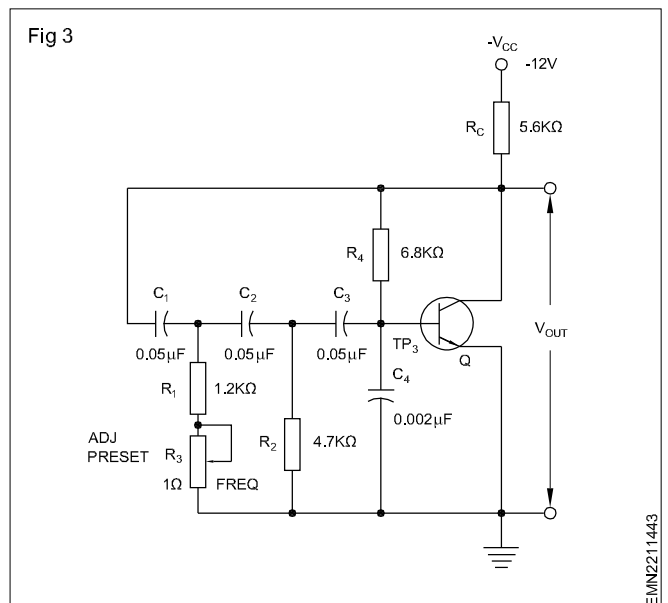 Fig 3
-VCC
-12V
RC 5.6KΩ
R4 6.8KΩ
C1 C2 C3
0.05µF 0.05µF 0.05µF
TP3 Q
VOUT
C4
0.002µF
R1 1.2KΩ
ADJ
PRESET
R3
1Ω FREQ
R2 4.7KΩ
EMN2211443